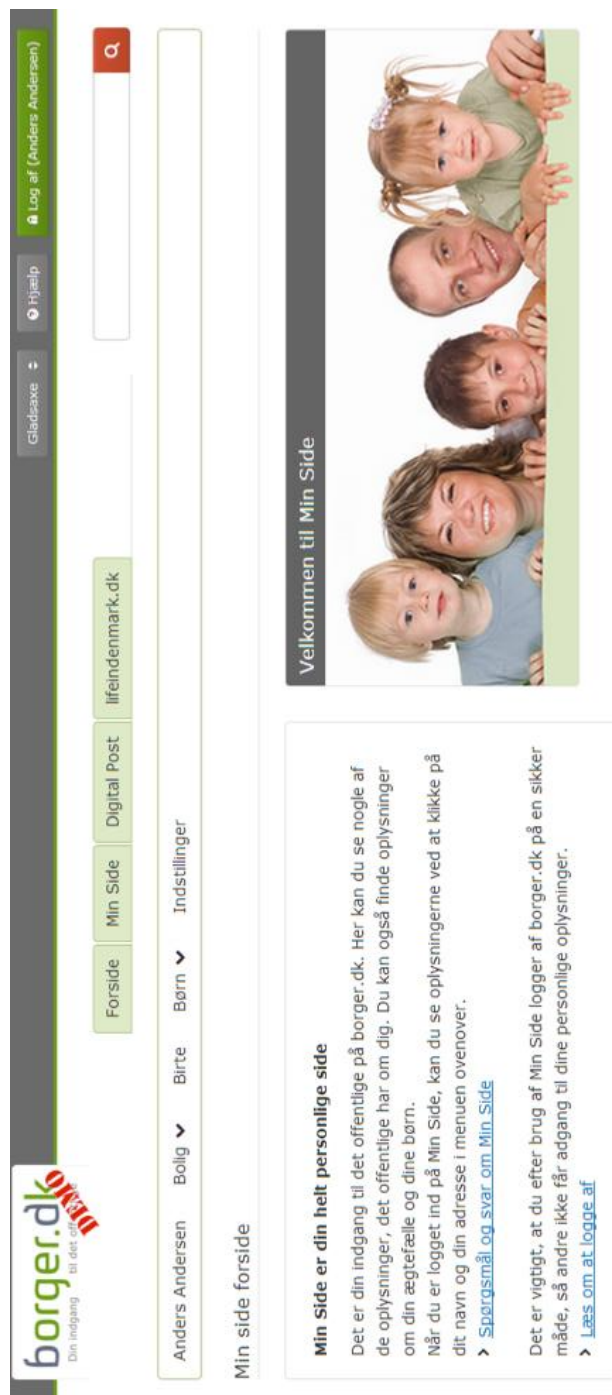 borger.dk
DEMO
Din indgang til det
Gladsaxe
Hjælp
Log af (Anders Andersen)
Forside
Min Side
Digital Post
lifeindenmark.dk
Anders Andersen
Bolig
Birte
Børn
Indstillinger
Min side forside
Min Side er din helt personlige side
Det er din indgang til det offentlige på borger.dk. Her kan du se nogle af
de oplysninger, det offentlige har om dig. Du kan også finde oplysninger
om din ægtefælle og dine børn.
Når du er logget ind på Min Side, kan du se oplysningerne ved at klikke på
dit navn og din adresse i menuen ovenover.
Spørgsmål og svar om Min Side
Det er vigtigt, at du efter brug af Min Side logger af borger.dk på en sikker
måde, så andre ikke får adgang til dine personlige oplysninger.
Læs om at logge af
Velkommen til Min Side